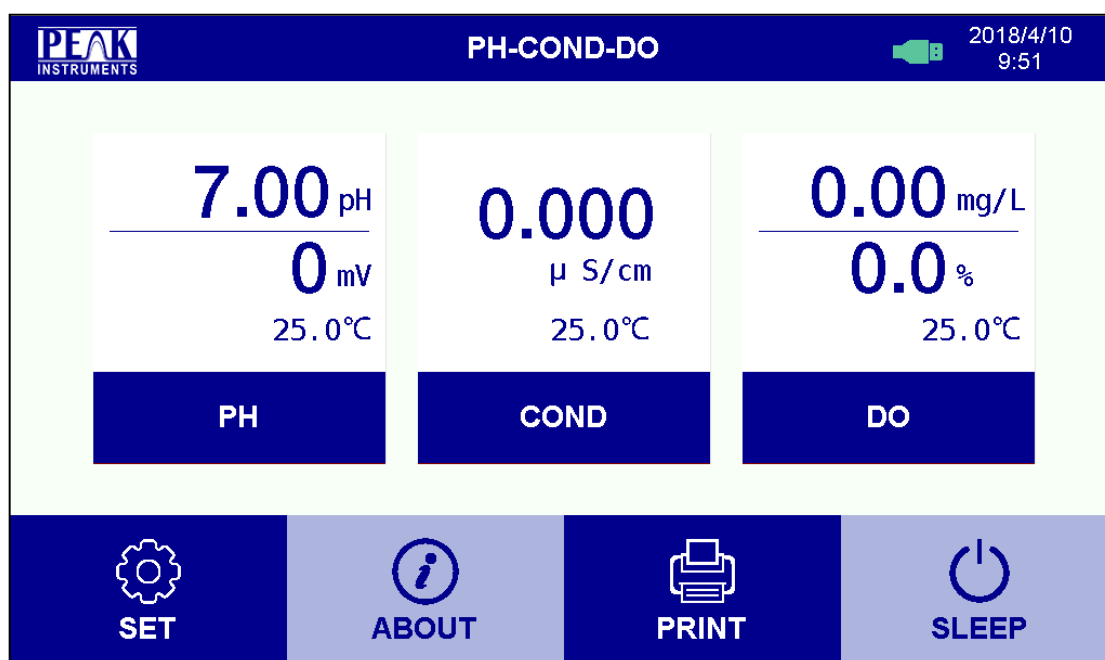 PEAK
INSTRUMENTS
PH-COND-DO
2018/4/10
9:51
7.00 pH
0 mV
25.0℃
PH
0.000
μ S/cm
25.0℃
COND
0.00 mg/L
0.0 %
25.0℃
DO
SET
ABOUT
PRINT
SLEEP